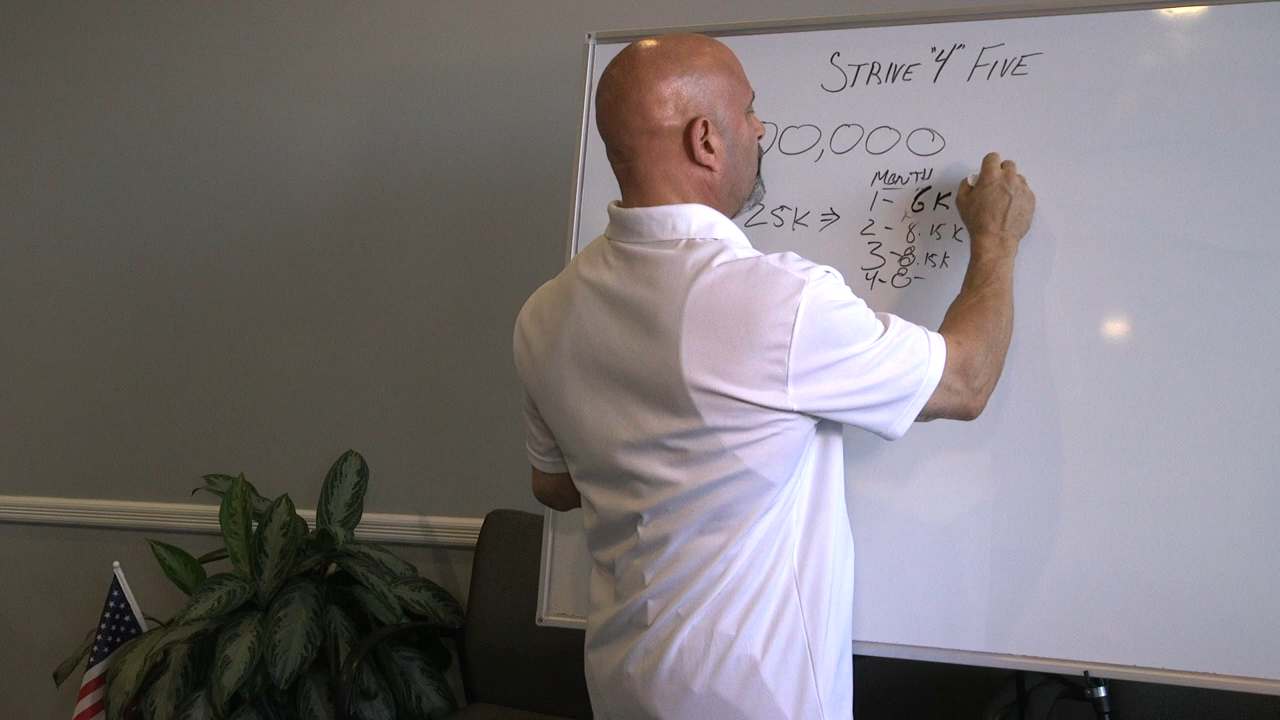 STRIVE "4" FIVE
00,000
25K ⇒
MONTH
1- 6K
2- 8.15K
3-8.15K
4-8-